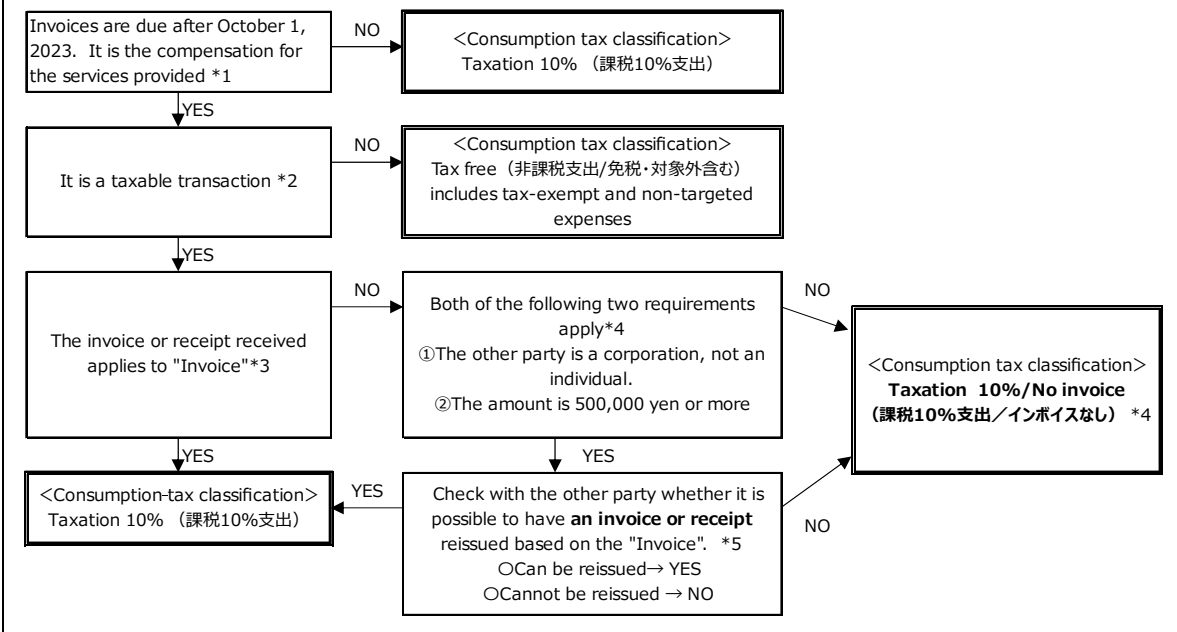 Invoices are due after October 1,
2023. It is the compensation for
the services provided *1
NO
<Consumption tax classification>
Taxation 10% (課税10%支出)
YES
It is a taxable transaction *2
NO
<Consumption tax classification>
Tax free(非課税支出/免税・対象外含む)
includes tax-exempt and non-targeted
expenses
YES
The invoice or receipt received
applies to "Invoice"*3
NO
Both of the following two requirements
apply*4
①The other party is a corporation, not an
individual.
②The amount is 500,000 yen or more
NO
<Consumption tax classification>
Taxation 10%/No invoice
(課税10%支出/インボイスなし) *4
YES
<Consumption-tax classification>
Taxation 10% (課税10%支出)
YES
YES
Check with the other party whether it is
possible to have an invoice or receipt
reissued based on the "Invoice". *5
○Can be reissued→ YES
○Cannot be reissued → NO
NO